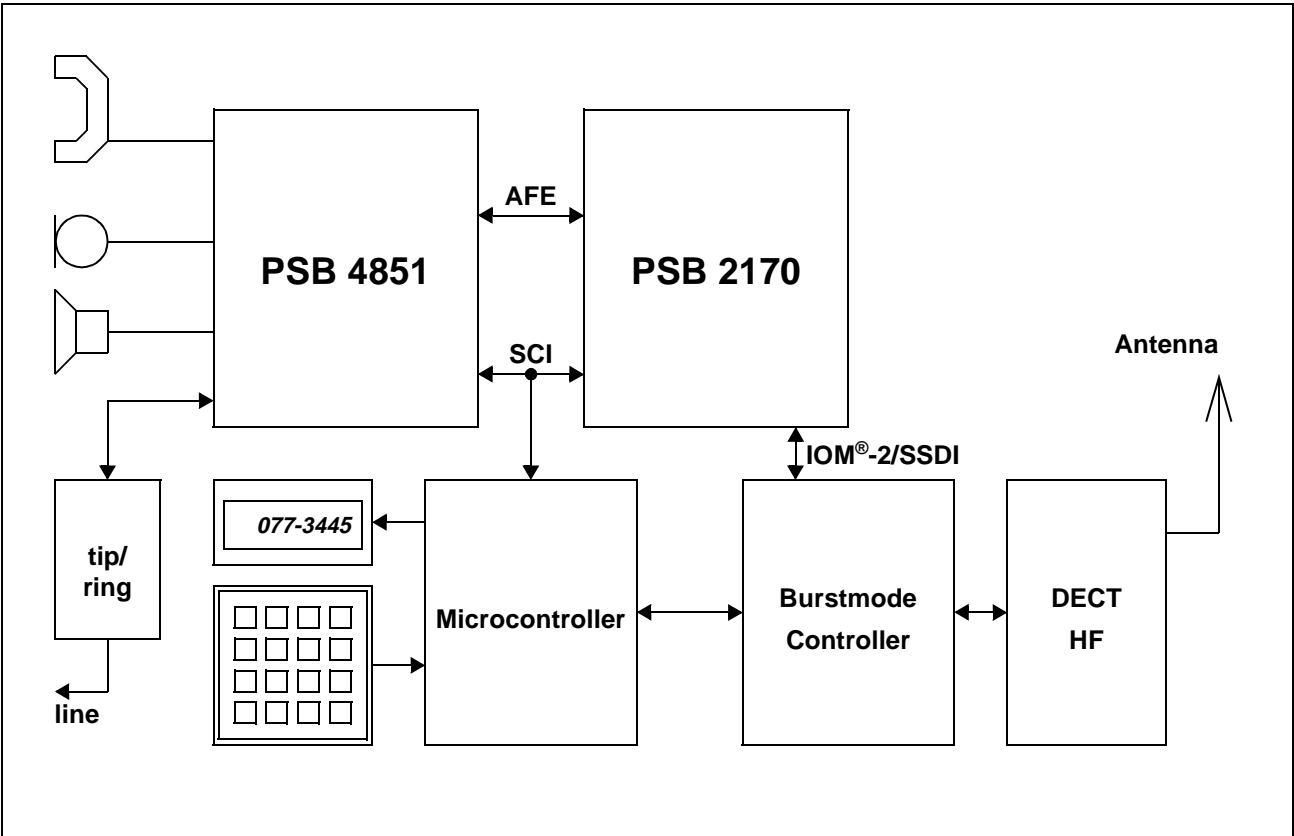 AFE
PSB 4851
PSB 2170
SCI
Antenna
IOM®-2/SSDI
077-3445
tip/
ring
Microcontroller
Burstmode
Controller
DECT
HF
line